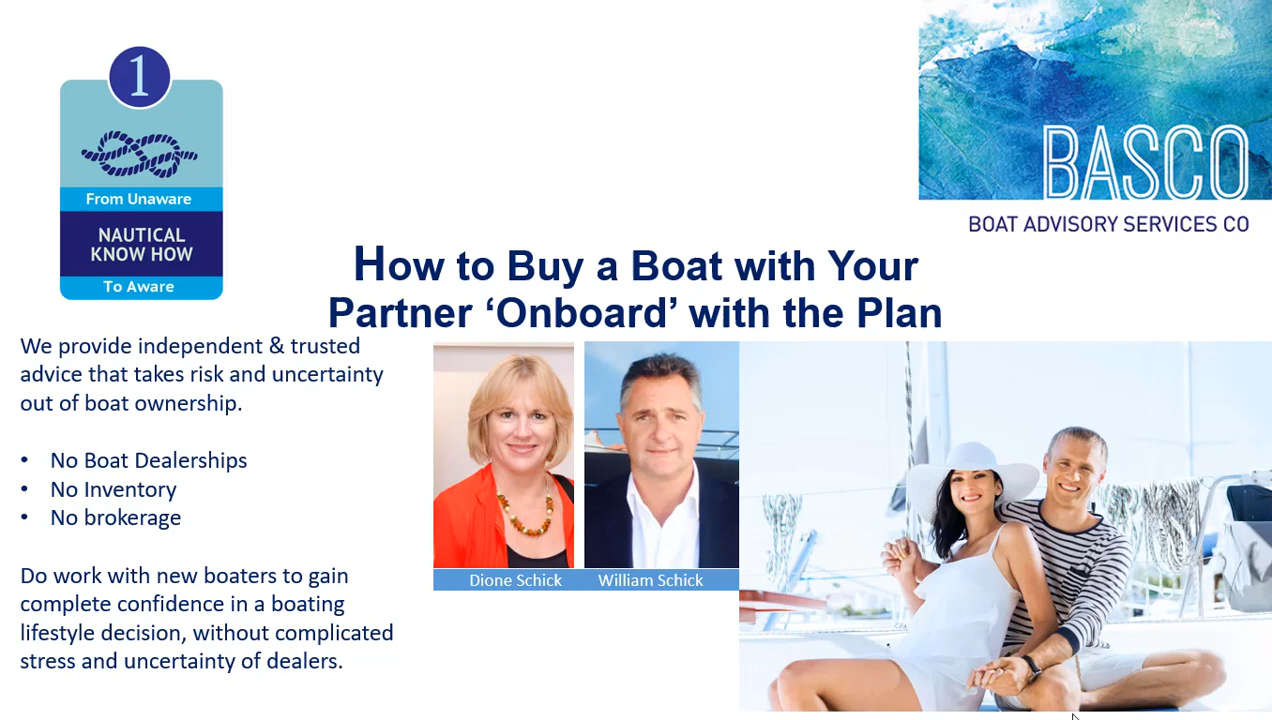 1
From Unaware
NAUTICAL
KNOW HOW
To Aware
BASCO
BOAT ADVISORY SERVICES CO
How to Buy a Boat with Your
Partner ‘Onboard’ with the Plan
We provide independent & trusted
advice that takes risk and uncertainty
out of boat ownership.
• No Boat Dealerships
• No Inventory
• No brokerage
Do work with new boaters to gain
complete confidence in a boating
lifestyle decision, without complicated
stress and uncertainty of dealers.
Dione Schick William Schick